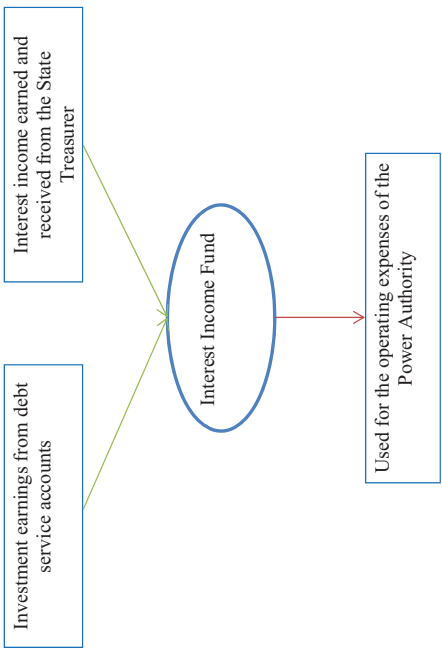 Investment earnings from debt
service accounts
Interest income earned and
received from the State
Treasurer
Interest Income Fund
Used for the operating expenses of the
Power Authority